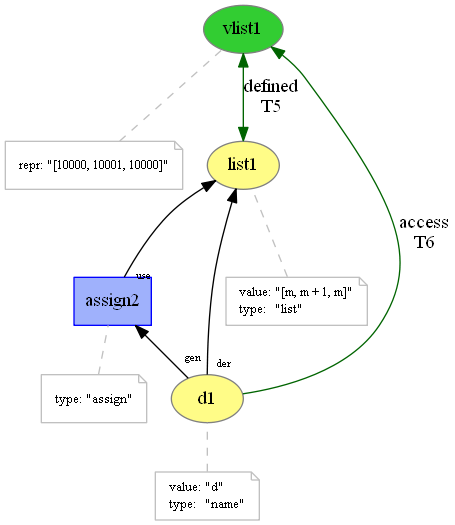 vlist1
defined
T5
repr: "[10000, 10001, 10000]"
list1
access
T6
use
value: "[m, m + 1, m]"
type: "list"
assign2
gen
der
type: "assign"
d1
value: "d"
type: "name"